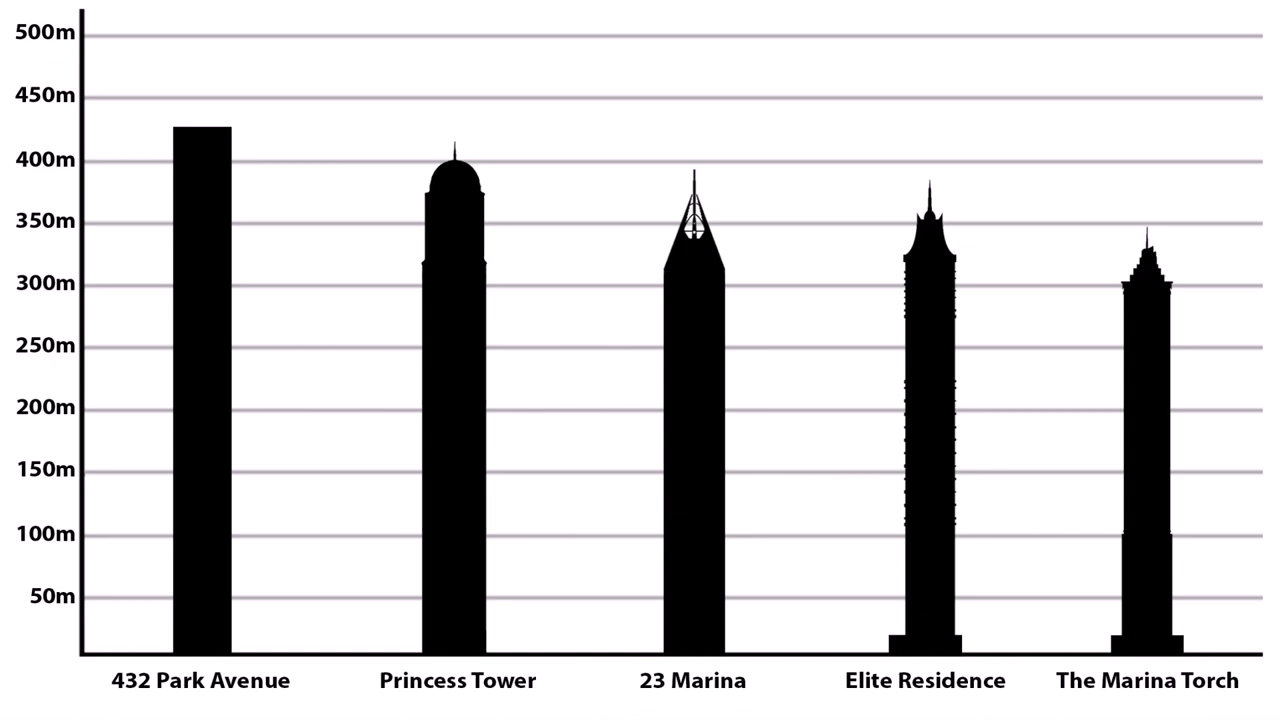 500m
450m
400m
350m
300m
250m
200m
150m
100m
50m
432 Park Avenue
Princess Tower
23 Marina
Elite Residence
The Marina Torch